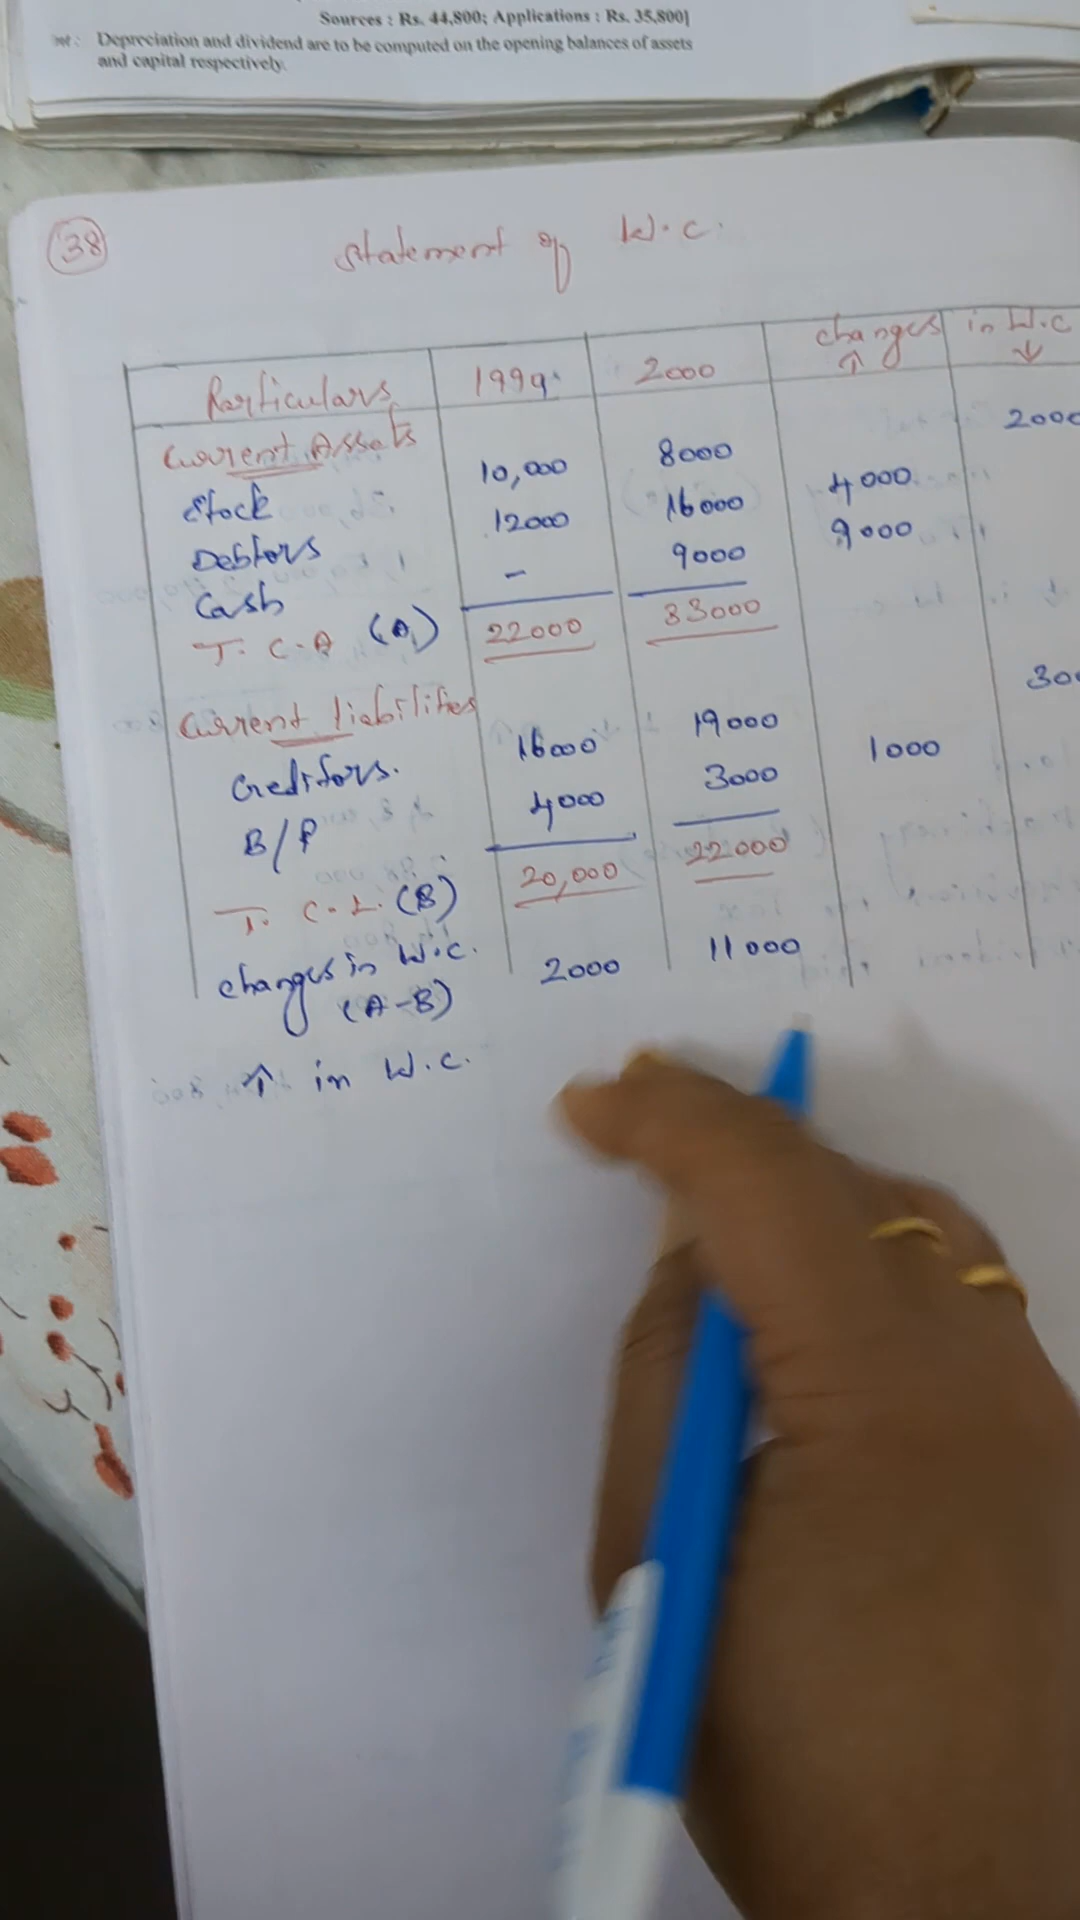 Sources : Rs. 44,800; Applications : Rs. 35,800]
Depreciation and dividend are to be computed on the opening balances of assets
and capital respectively.
38
Statement of W.C.
Particulars 1999 2000 changes in W.C
↑ ↓
Current Assets
Stock 10,000 8000 2000
Debtors 12000 16000 4000
Cash - 9000 9000
T. C.A (A) 22000 33000
Current liabilities
Creditors. 16000 19000 300
B/P 4000 3000 1000
T. C.L. (B) 20,000 22000
changes in W.C. 2000 11000
(A-B)
↑ in W.C.